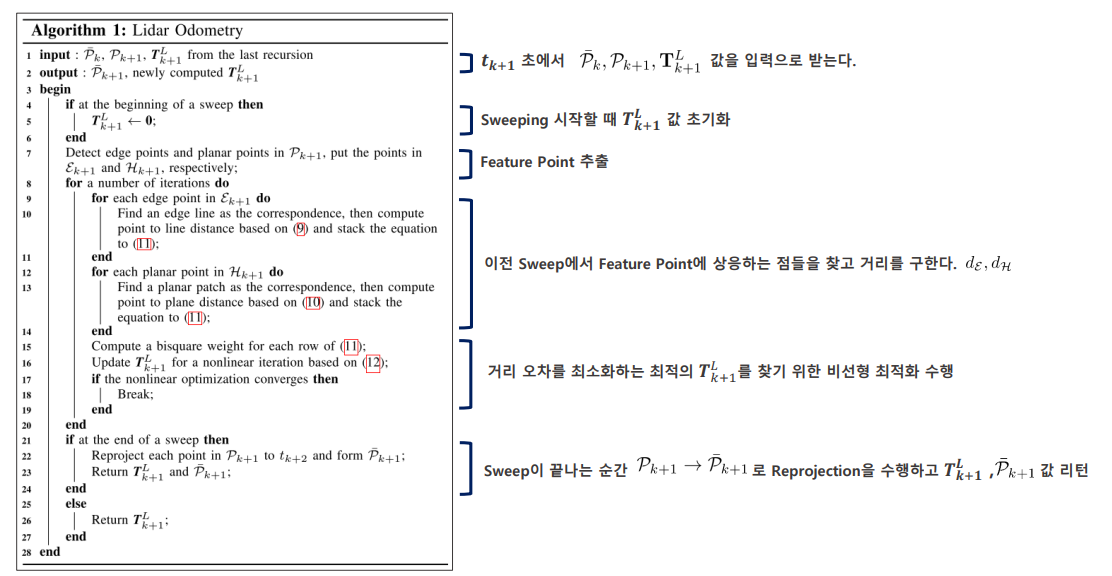 Algorithm 1: Lidar Odometry
1 input : P̄ₖ, Pₖ₊₁, Tᴸₖ₊₁ from the last recursion
2 output : P̄ₖ₊₁, newly computed Tᴸₖ₊₁
3 begin
4 if at the beginning of a sweep then
5 Tᴸₖ₊₁ ← 0;
6 end
7 Detect edge points and planar points in Pₖ₊₁, put the points in
Eₖ₊₁ and Hₖ₊₁, respectively;
8 for a number of iterations do
9 for each edge point in Eₖ₊₁ do
10 Find an edge line as the correspondence, then compute
point to line distance based on (9) and stack the equation
to (11);
11 end
12 for each planar point in Hₖ₊₁ do
13 Find a planar patch as the correspondence, then compute
point to plane distance based on (10) and stack the
equation to (11);
14 end
15 Compute a bisquare weight for each row of (11);
16 Update Tᴸₖ₊₁ for a nonlinear iteration based on (12);
17 if the nonlinear optimization converges then
18 Break;
19 end
20 end
21 if at the end of a sweep then
22 Reproject each point in Pₖ₊₁ to tₖ₊₂ and form P̄ₖ₊₁;
23 Return Tᴸₖ₊₁ and P̄ₖ₊₁;
24 end
25 else
26 Return Tᴸₖ₊₁;
27 end
28 end
tₖ₊₁ 초에서 P̄ₖ, Pₖ₊₁, Tᴸₖ₊₁ 값을 입력으로 받는다.
Sweeping 시작할 때 Tᴸₖ₊₁ 값 초기화
Feature Point 추출
이전 Sweep에서 Feature Point에 상응하는 점들을 찾고 거리를 구한다. d_E, d_H
거리 오차를 최소화하는 최적의 Tᴸₖ₊₁를 찾기 위한 비선형 최적화 수행
Sweep이 끝나는 순간 Pₖ₊₁ → P̄ₖ₊₁ 로 Reprojection을 수행하고 Tᴸₖ₊₁ , P̄ₖ₊₁ 값 리턴